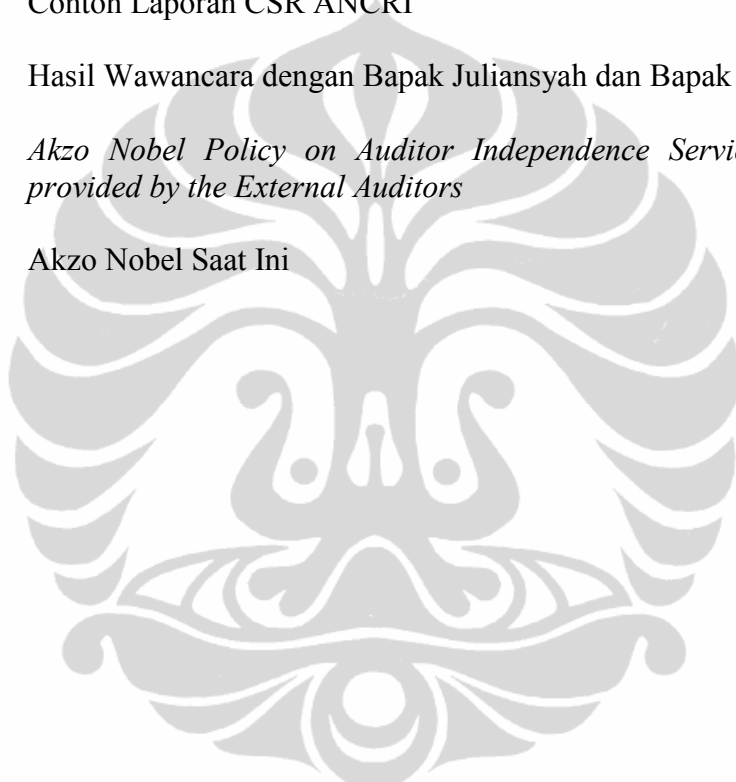 Contoh Laporan CSR ANCRI
Hasil Wawancara dengan Bapak Juliansyah dan Bapak
Akzo Nobel Policy on Auditor Independence
provided by the External Auditors
Akzo Nobel Saat Ini